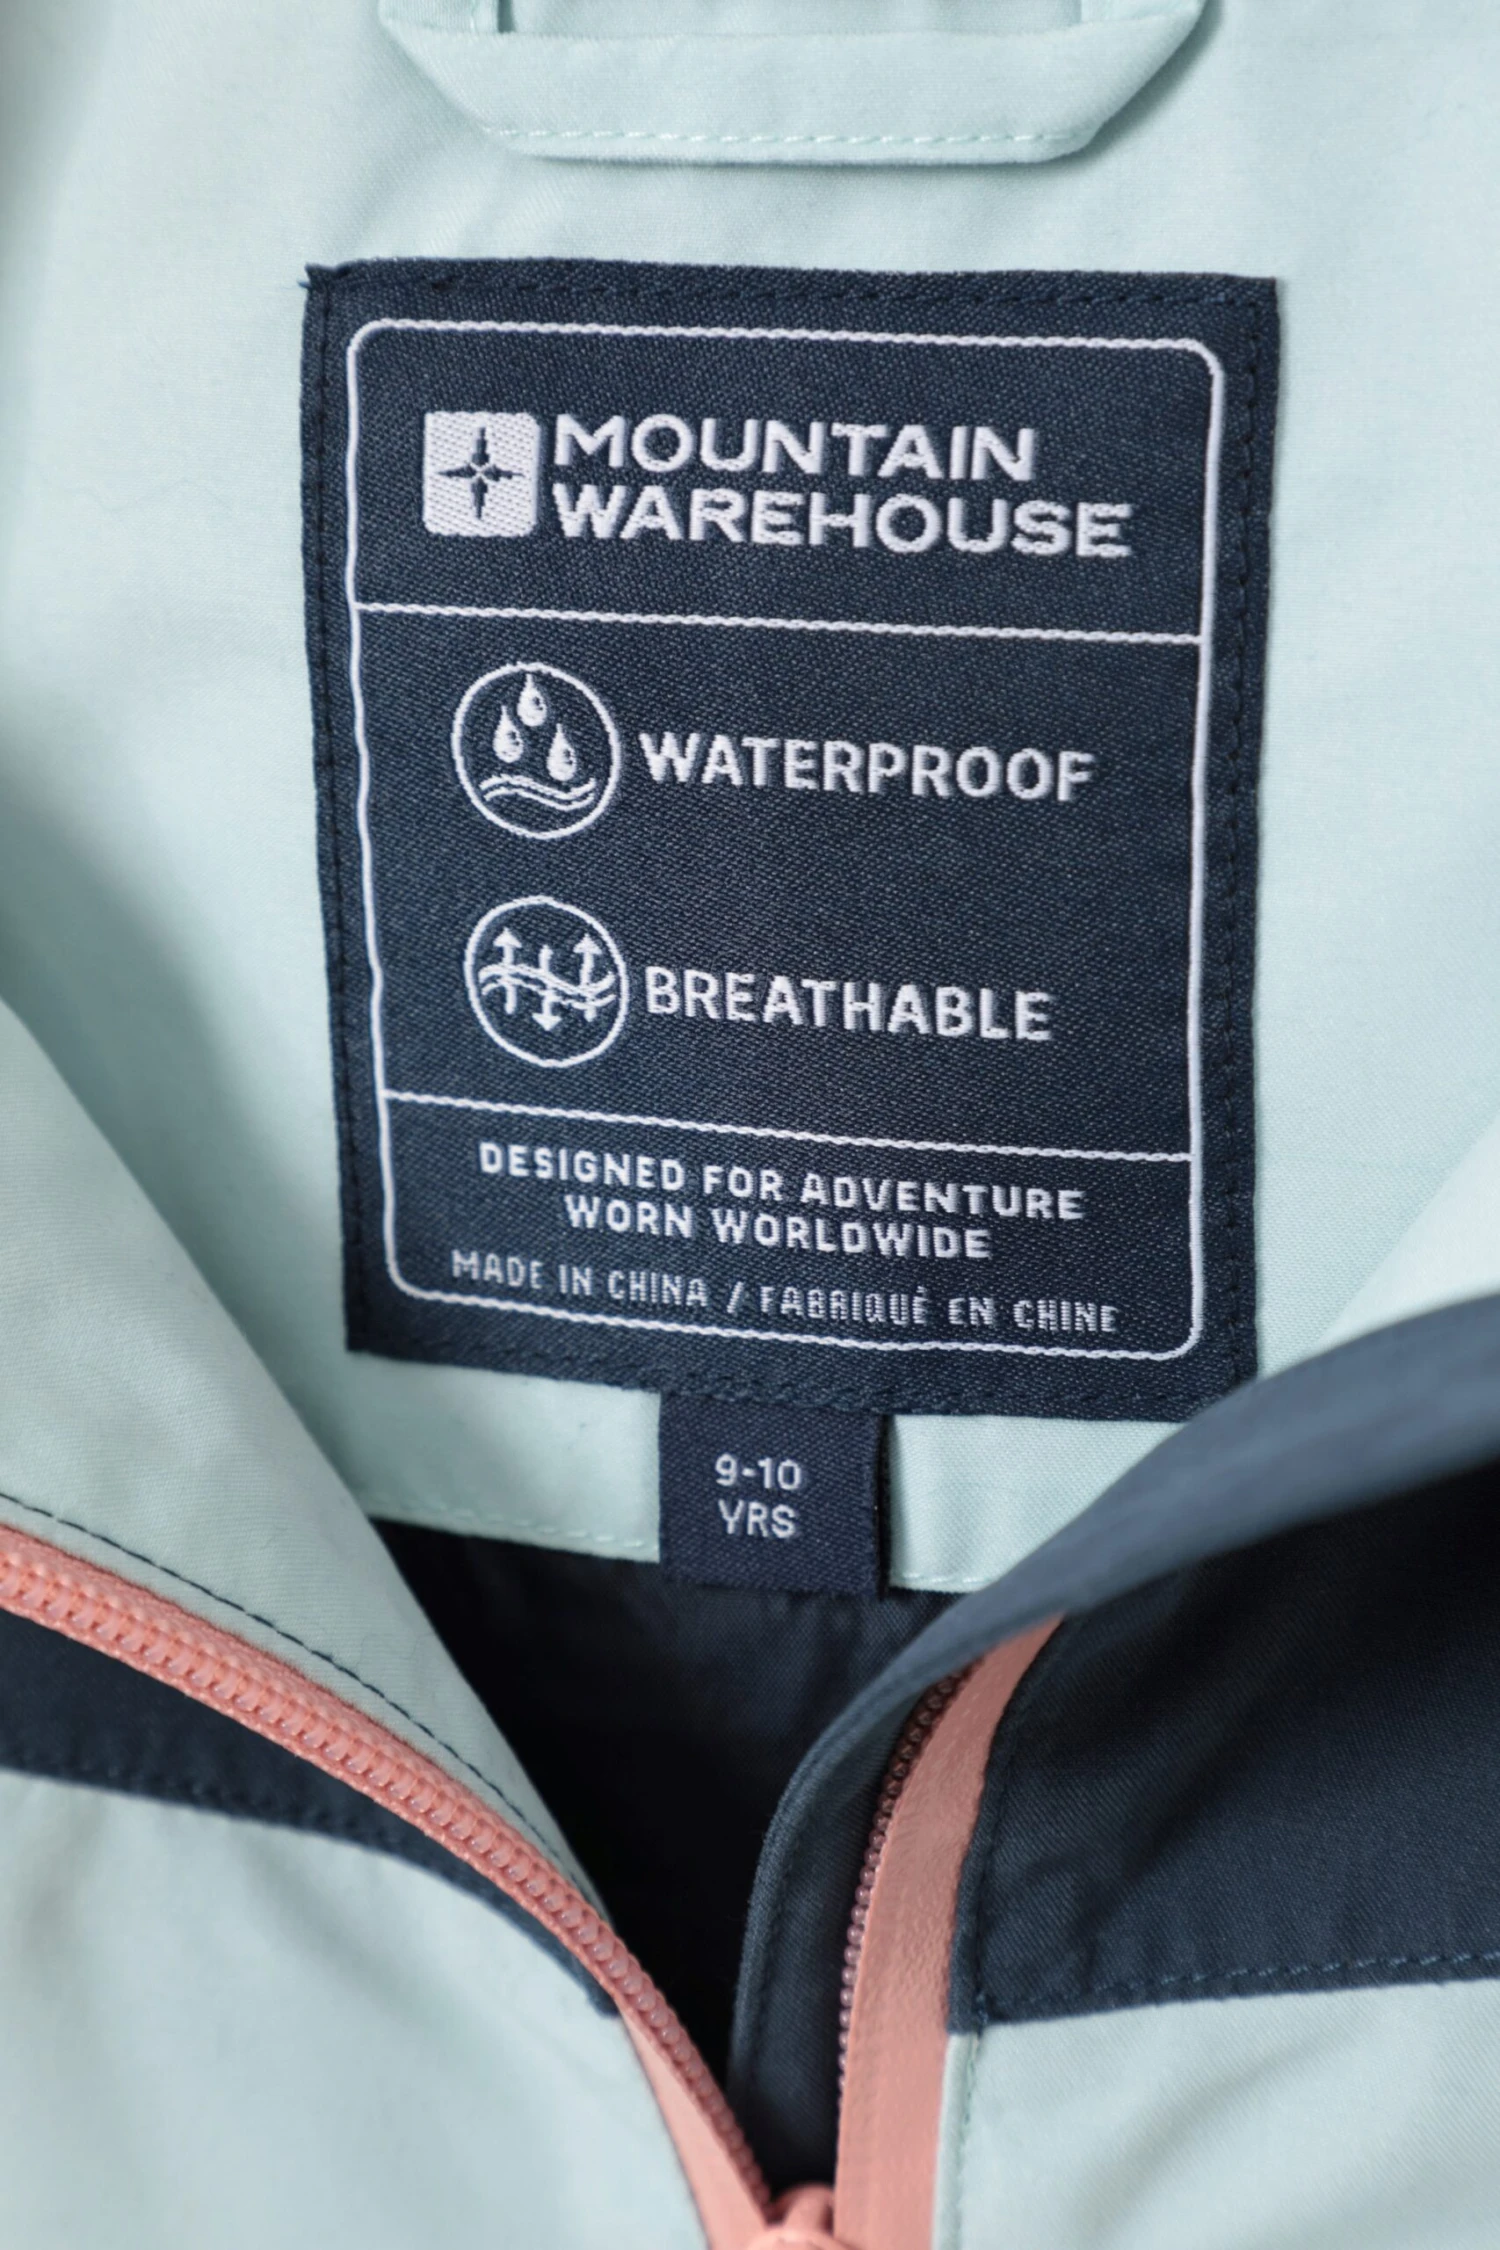 MOUNTAIN
WAREHOUSE
WATERPROOF
BREATHABLE
DESIGNED FOR ADVENTURE
WORN WORLDWIDE
MADE IN CHINA / FABRIQUÉ EN CHINE
9-10
YRS